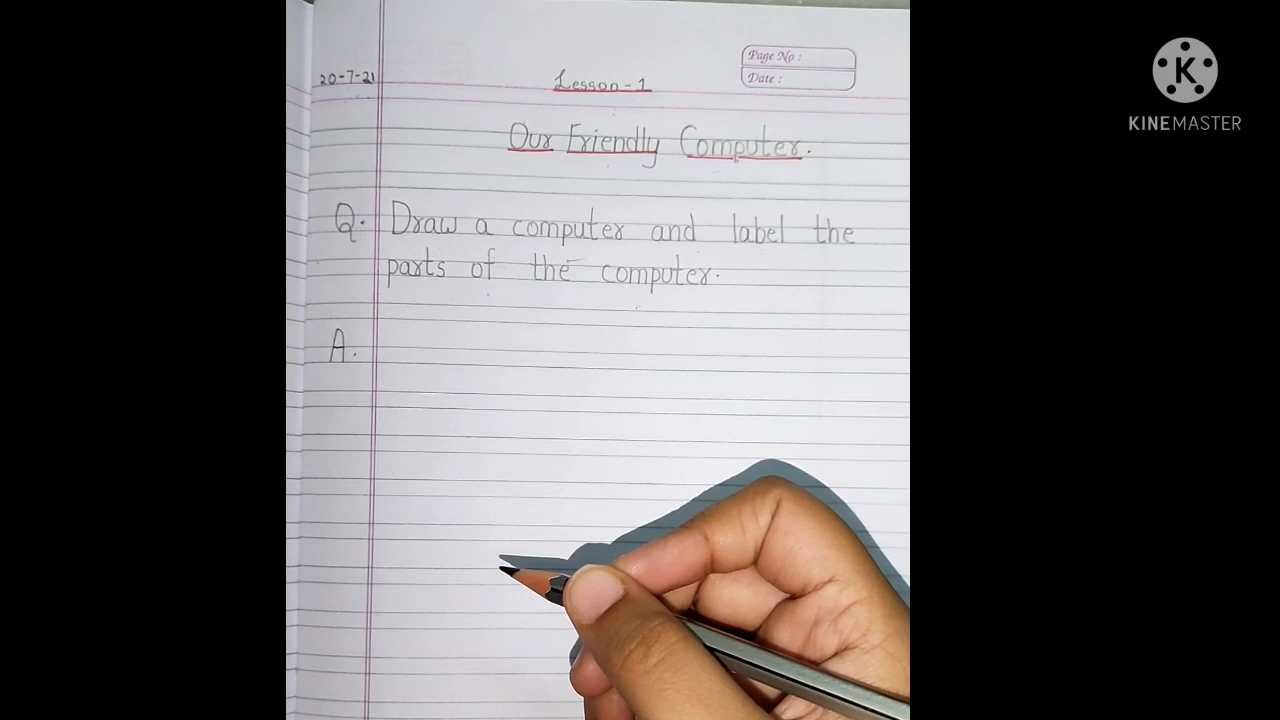 Page No :
20-7-21
Lesson - 1
Date :
Our Friendly Computer.
Q. Draw a computer and label the
parts of the computer.
A.
K
KINEMASTER